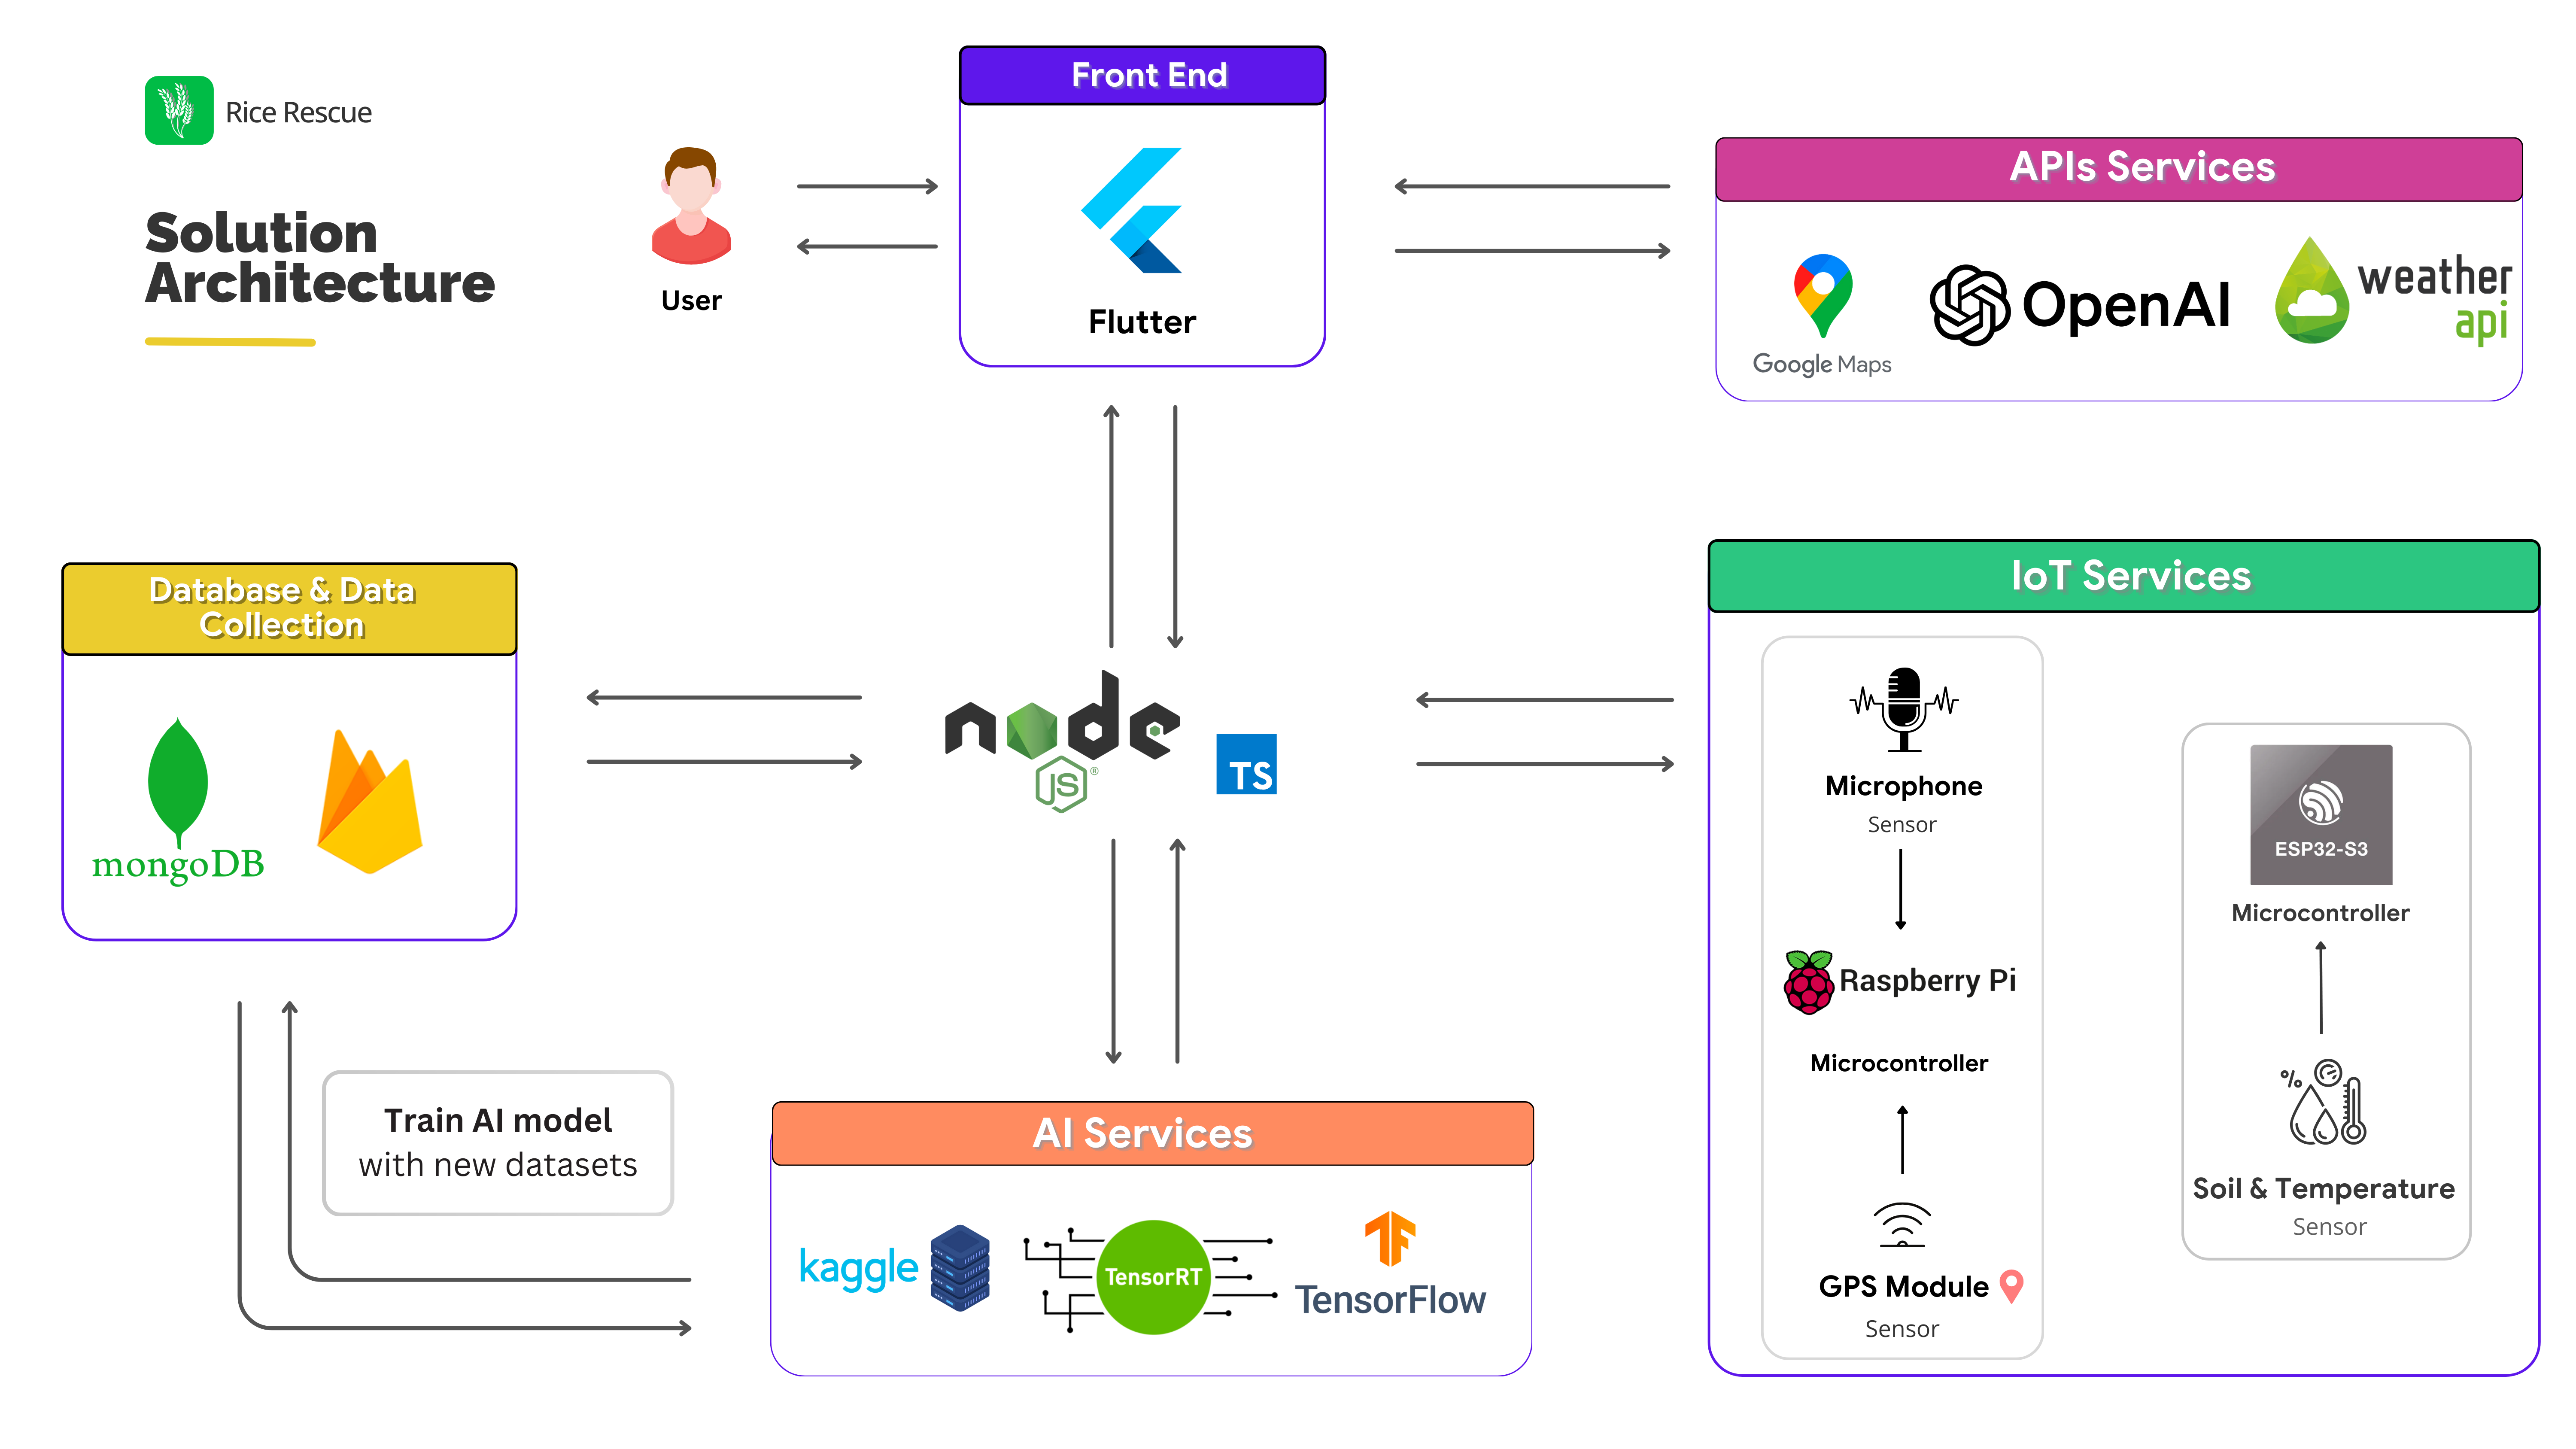 Rice Rescue
Solution
Architecture
User
Front End
Flutter
APIs Services
Google Maps
OpenAI
weather
api
Database & Data
Collection
mongoDB
node
JS®
TS
IoT Services
Microphone
Sensor
Raspberry Pi
Microcontroller
GPS Module
Sensor
ESP32-S3
Microcontroller
%
Soil & Temperature
Sensor
Train AI model
with new datasets
AI Services
kaggle
TensorRT
TensorFlow